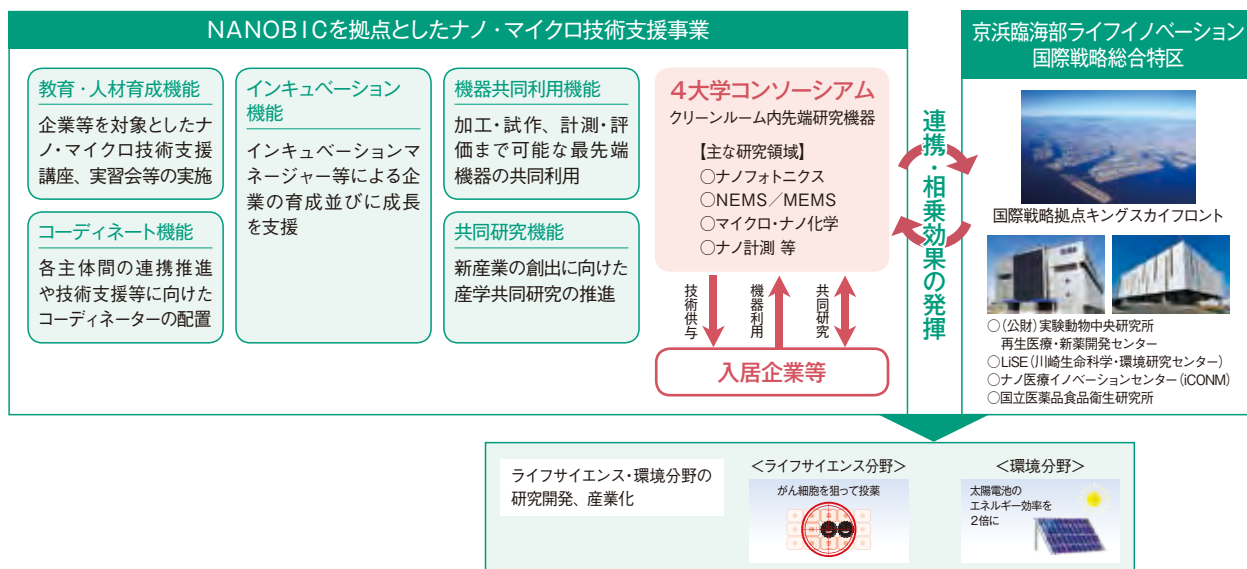 NANOBICを拠点としたナノ・マイクロ技術支援事業
教育・人材育成機能
企業等を対象としたナ
ノ・マイクロ技術支援
講座、実習会等の実施
コーディネート機能
各主体間の連携推進
や技術支援等に向けた
コーディネーターの配置
インキュベーション
機能
インキュベーションマ
ネージャー等による企
業の育成並びに成長
を支援
機器共同利用機能
加工・試作、計測・評
価まで可能な最先端
機器の共同利用
共同研究機能
新産業の創出に向けた
産学共同研究の推進
4大学コンソーシアム
クリーンルーム内先端研究機器
【主な研究領域】
○ナノフォトニクス
○NEMS/MEMS
○マイクロ・ナノ化学
○ナノ計測 等
技術供与
機器利用
共同研究
入居企業等
連携・相乗効果の発揮
京浜臨海部ライフイノベーション
国際戦略総合特区
国際戦略拠点キングスカイフロント
○(公財)実験動物中央研究所
再生医療・新薬開発センター
○LiSE(川崎生命科学・環境研究センター)
○ナノ医療イノベーションセンター(iCONM)
○国立医薬品食品衛生研究所
ライフサイエンス・環境分野の
研究開発、産業化
<ライフサイエンス分野>
がん細胞を狙って投薬
<環境分野>
太陽電池の
エネルギー効率を
2倍に